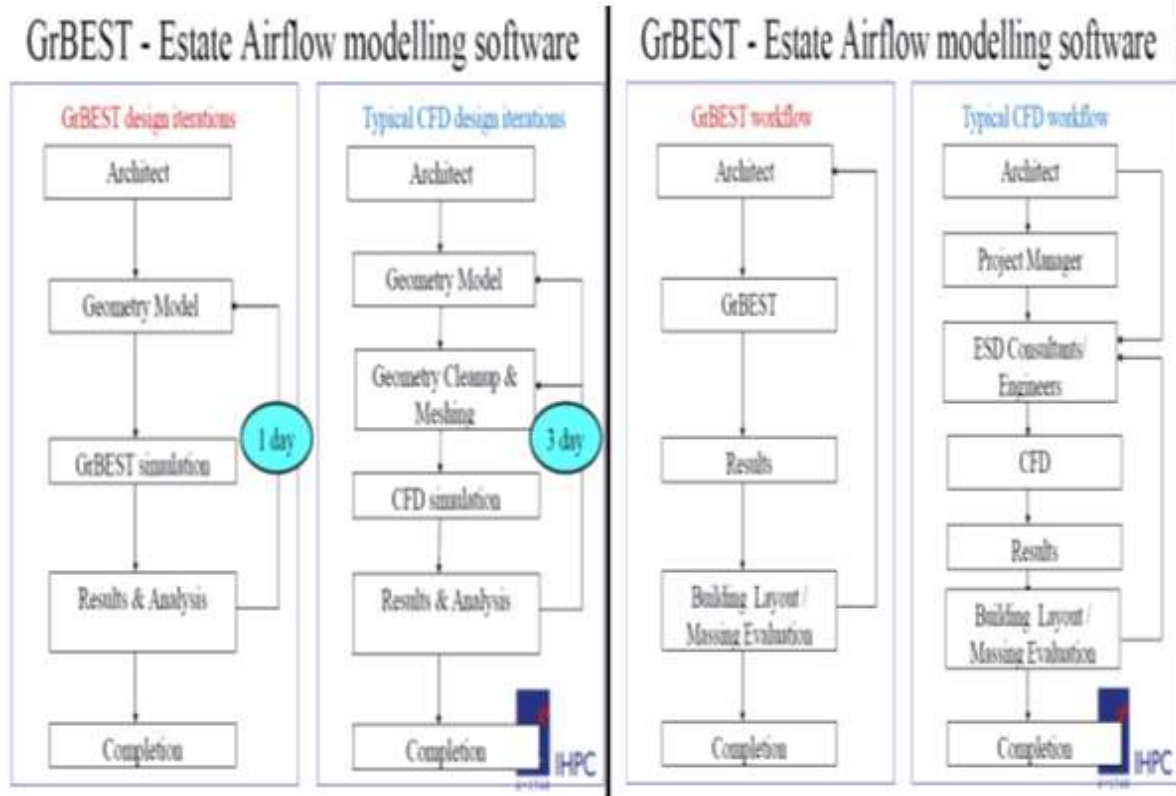 GrBEST - Estate Airflow modelling software
GrBEST design iterations
Architect
Geometry Model
GrBEST simulation
1 day
Results & Analysis
Completion
Typical CFD design iterations
Architect
Geometry Model
Geometry Cleanup &
Meshing
3 day
CFD simulation
Results & Analysis
Completion
IHPC
GrBEST - Estate Airflow modelling software
GrBEST workflow
Architect
GrBEST
Results
Building Layout /
Massing Evaluation
Completion
Typical CFD workflow
Architect
Project Manager
ESD Consultants/
Engineers
CFD
Results
Building Layout /
Massing Evaluation
Completion
IHPC